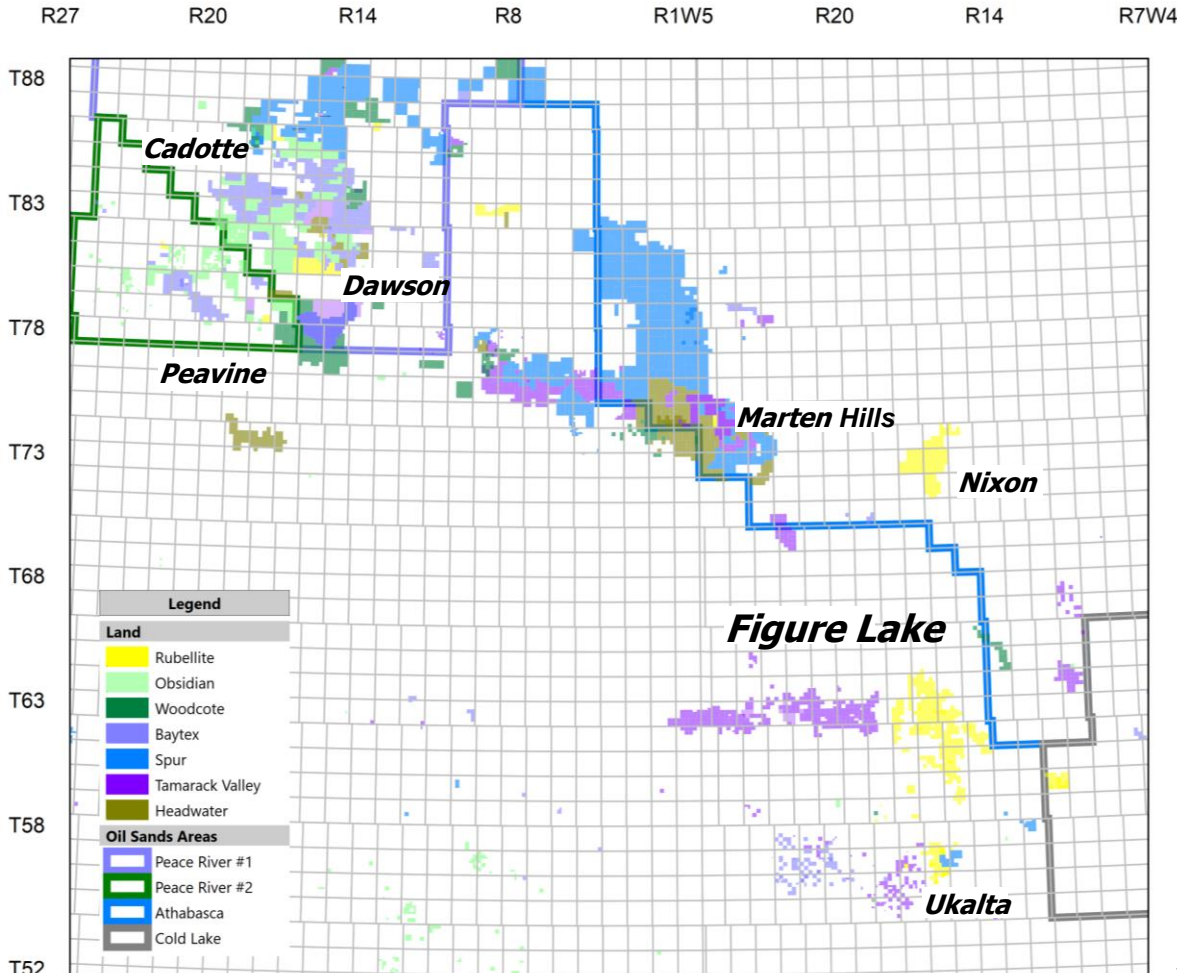 R27 R20 R14 R8 R1W5 R20 R14 R7W4
T88
Cadotte
T83
Dawson
T78
Peavine
Marten Hills
T73
Nixon
T68
Legend
Land
Figure Lake
Rubellite
Obsidian
T63
Woodcote
Baytex
Spur
Tamarack Valley
Headwater
T58
Oil Sands Areas
Peace River #1
Peace River #2
Ukalta
Athabasca
Cold Lake
T52